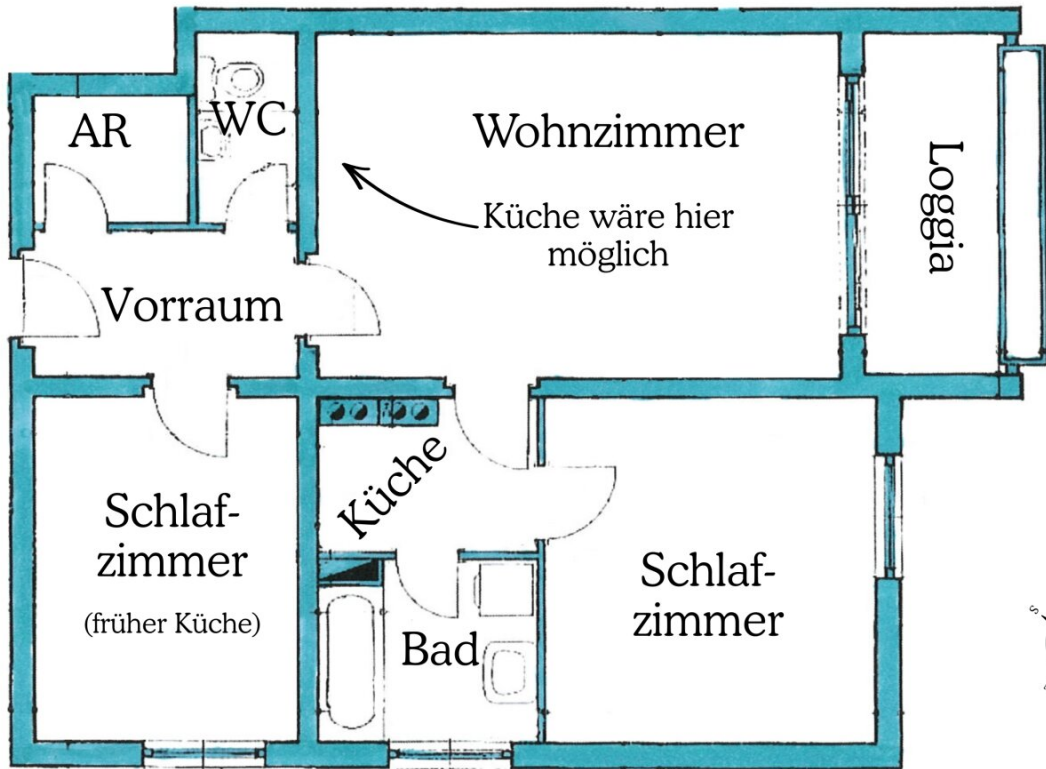 AR
WC
Wohnzimmer
Küche wäre hier
möglich
Loggia
Vorraum
Schlaf-
zimmer
(früher Küche)
Küche
Bad
Schlaf-
zimmer
S